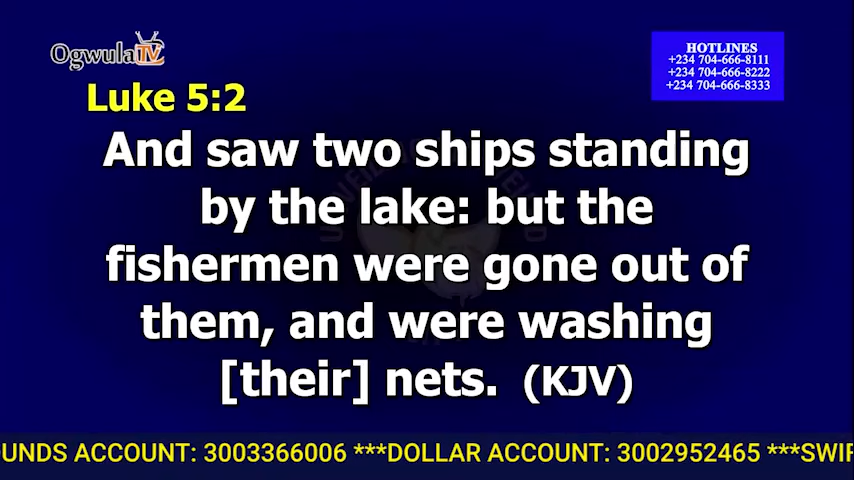 OgwulaTV
HOTLINES
+234 704-666-8111
+234 704-666-8222
+234 704-666-8333
Luke 5:2
And saw two ships standing
by the lake: but the
fishermen were gone out of
them, and were washing
[their] nets. (KJV)
OUNDS ACCOUNT: 3003366006 ***DOLLAR ACCOUNT: 3002952465 ***SWIF